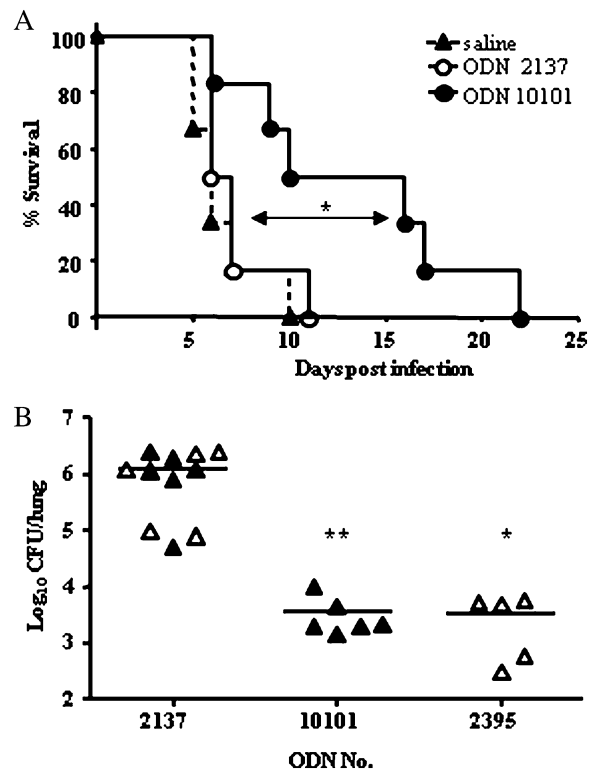 A
100
80
60
40
20
0
% Survival
saline
ODN 2137
ODN 10101
*
5
10
15
20
25
Days post infection
B
7
6
5
4
3
2
Log₁₀ CFU/lung
**
*
2137
10101
2395
ODN No.